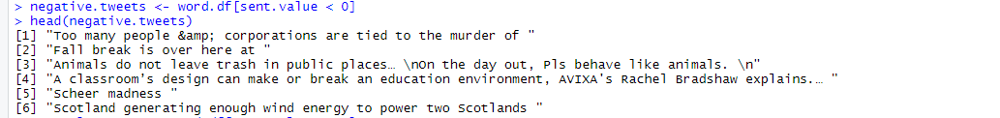 > negative.tweets <- word.df[sent.value < 0]
> head(negative.tweets)
[1] "Too many people &amp; corporations are tied to the murder of "
[2] "Fall break is over here at "
[3] "Animals do not leave trash in public places… \nOn the day out, Pls behave like animals. \n"
[4] "A classroom's design can make or break an education environment, AVIXA's Rachel Bradshaw explains.… "
[5] "Scheer madness "
[6] "Scotland generating enough wind energy to power two Scotlands "